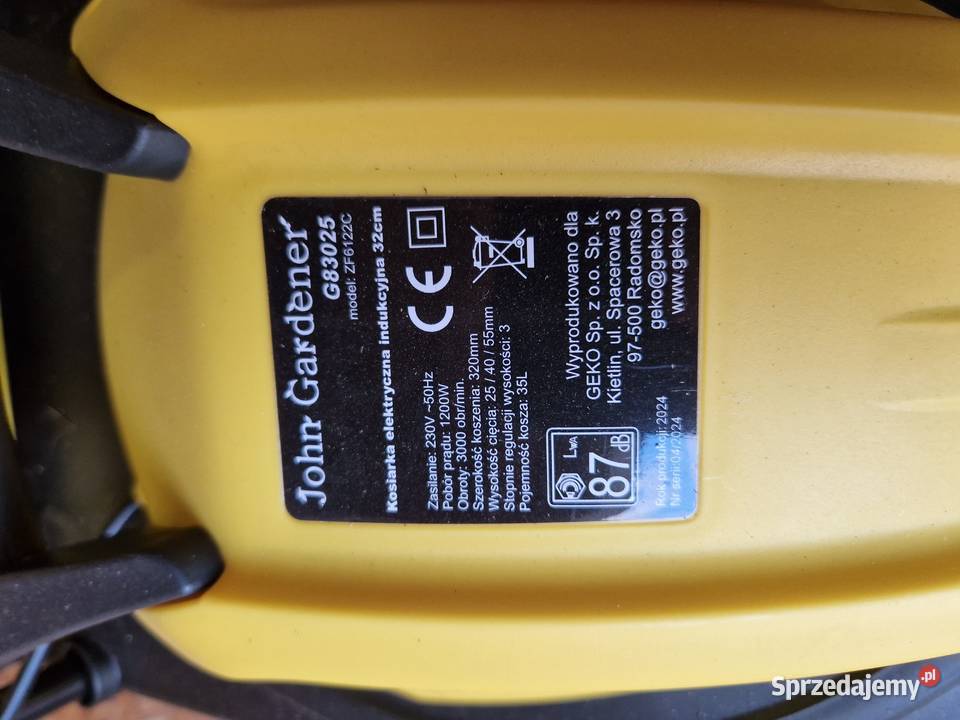 John Gardener
G83025
model: ZF6122C
Kosiarka elektryczna indukcyjna 32cm
Zasilanie: 230V ~50Hz
Pobór prądu: 1200W
Obroty: 3000 obr/min.
Szerokość koszenia: 320mm
Wysokość cięcia: 25 / 40 / 55mm
Stopnie regulacji wysokości: 3
Pojemność kosza: 35L
CE
LWA
87 dB
Wyprodukowano dla
GEKO Sp. z o.o. Sp. k.
Kietlin, ul. Spacerowa 3
97-500 Radomsko
geko@geko.pl
www.geko.pl
Rok produkcji: 2024
Nr serii:04/2024
Sprzedajemy.pl